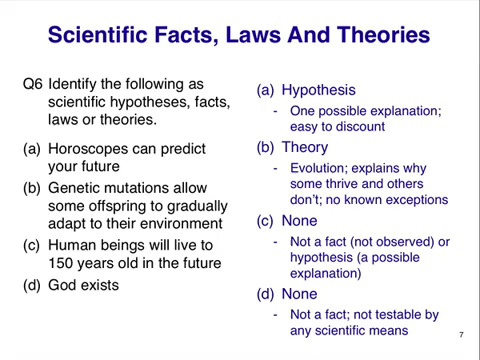 Scientific Facts, Laws And Theories
Q6 Identify the following as
scientific hypotheses, facts,
laws or theories.
(a) Horoscopes can predict
your future
(b) Genetic mutations allow
some offspring to gradually
adapt to their environment
(c) Human beings will live to
150 years old in the future
(d) God exists
(a) Hypothesis
- One possible explanation;
easy to discount
(b) Theory
- Evolution; explains why
some thrive and others
don't; no known exceptions
(c) None
- Not a fact (not observed) or
hypothesis (a possible
explanation)
(d) None
- Not a fact; not testable by
any scientific means
7